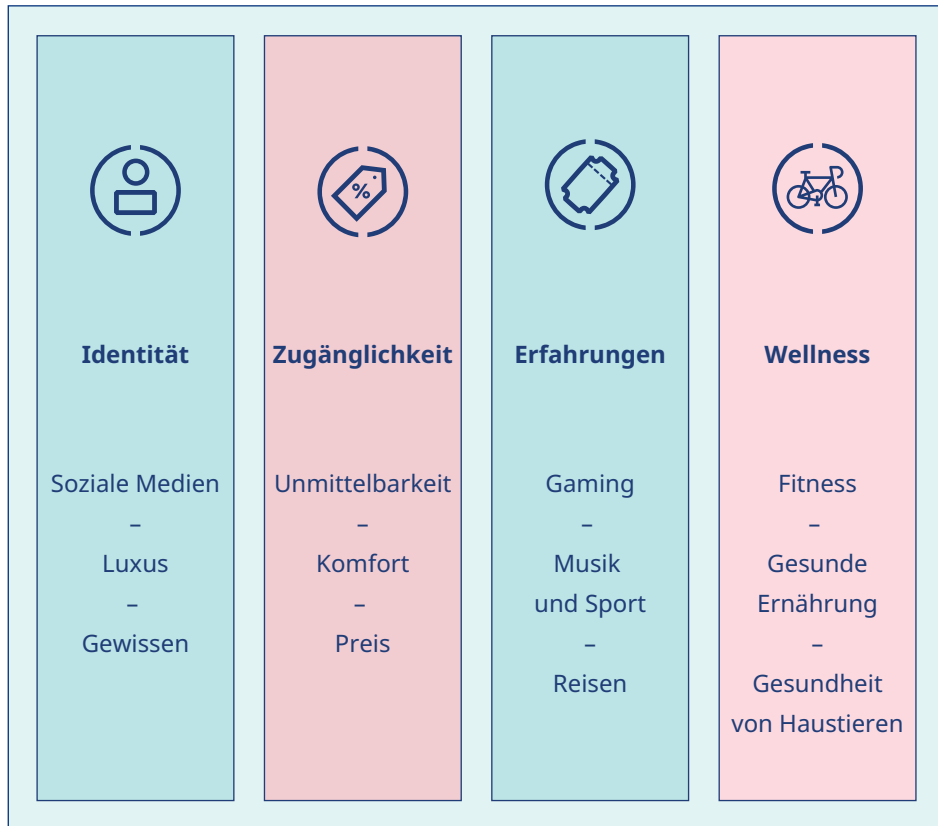 %
Identität
Soziale Medien
–
Luxus
–
Gewissen
Zugänglichkeit
Unmittelbarkeit
–
Komfort
–
Preis
Erfahrungen
Gaming
–
Musik
und Sport
–
Reisen
Wellness
Fitness
–
Gesunde
Ernährung
–
Gesundheit
von Haustieren